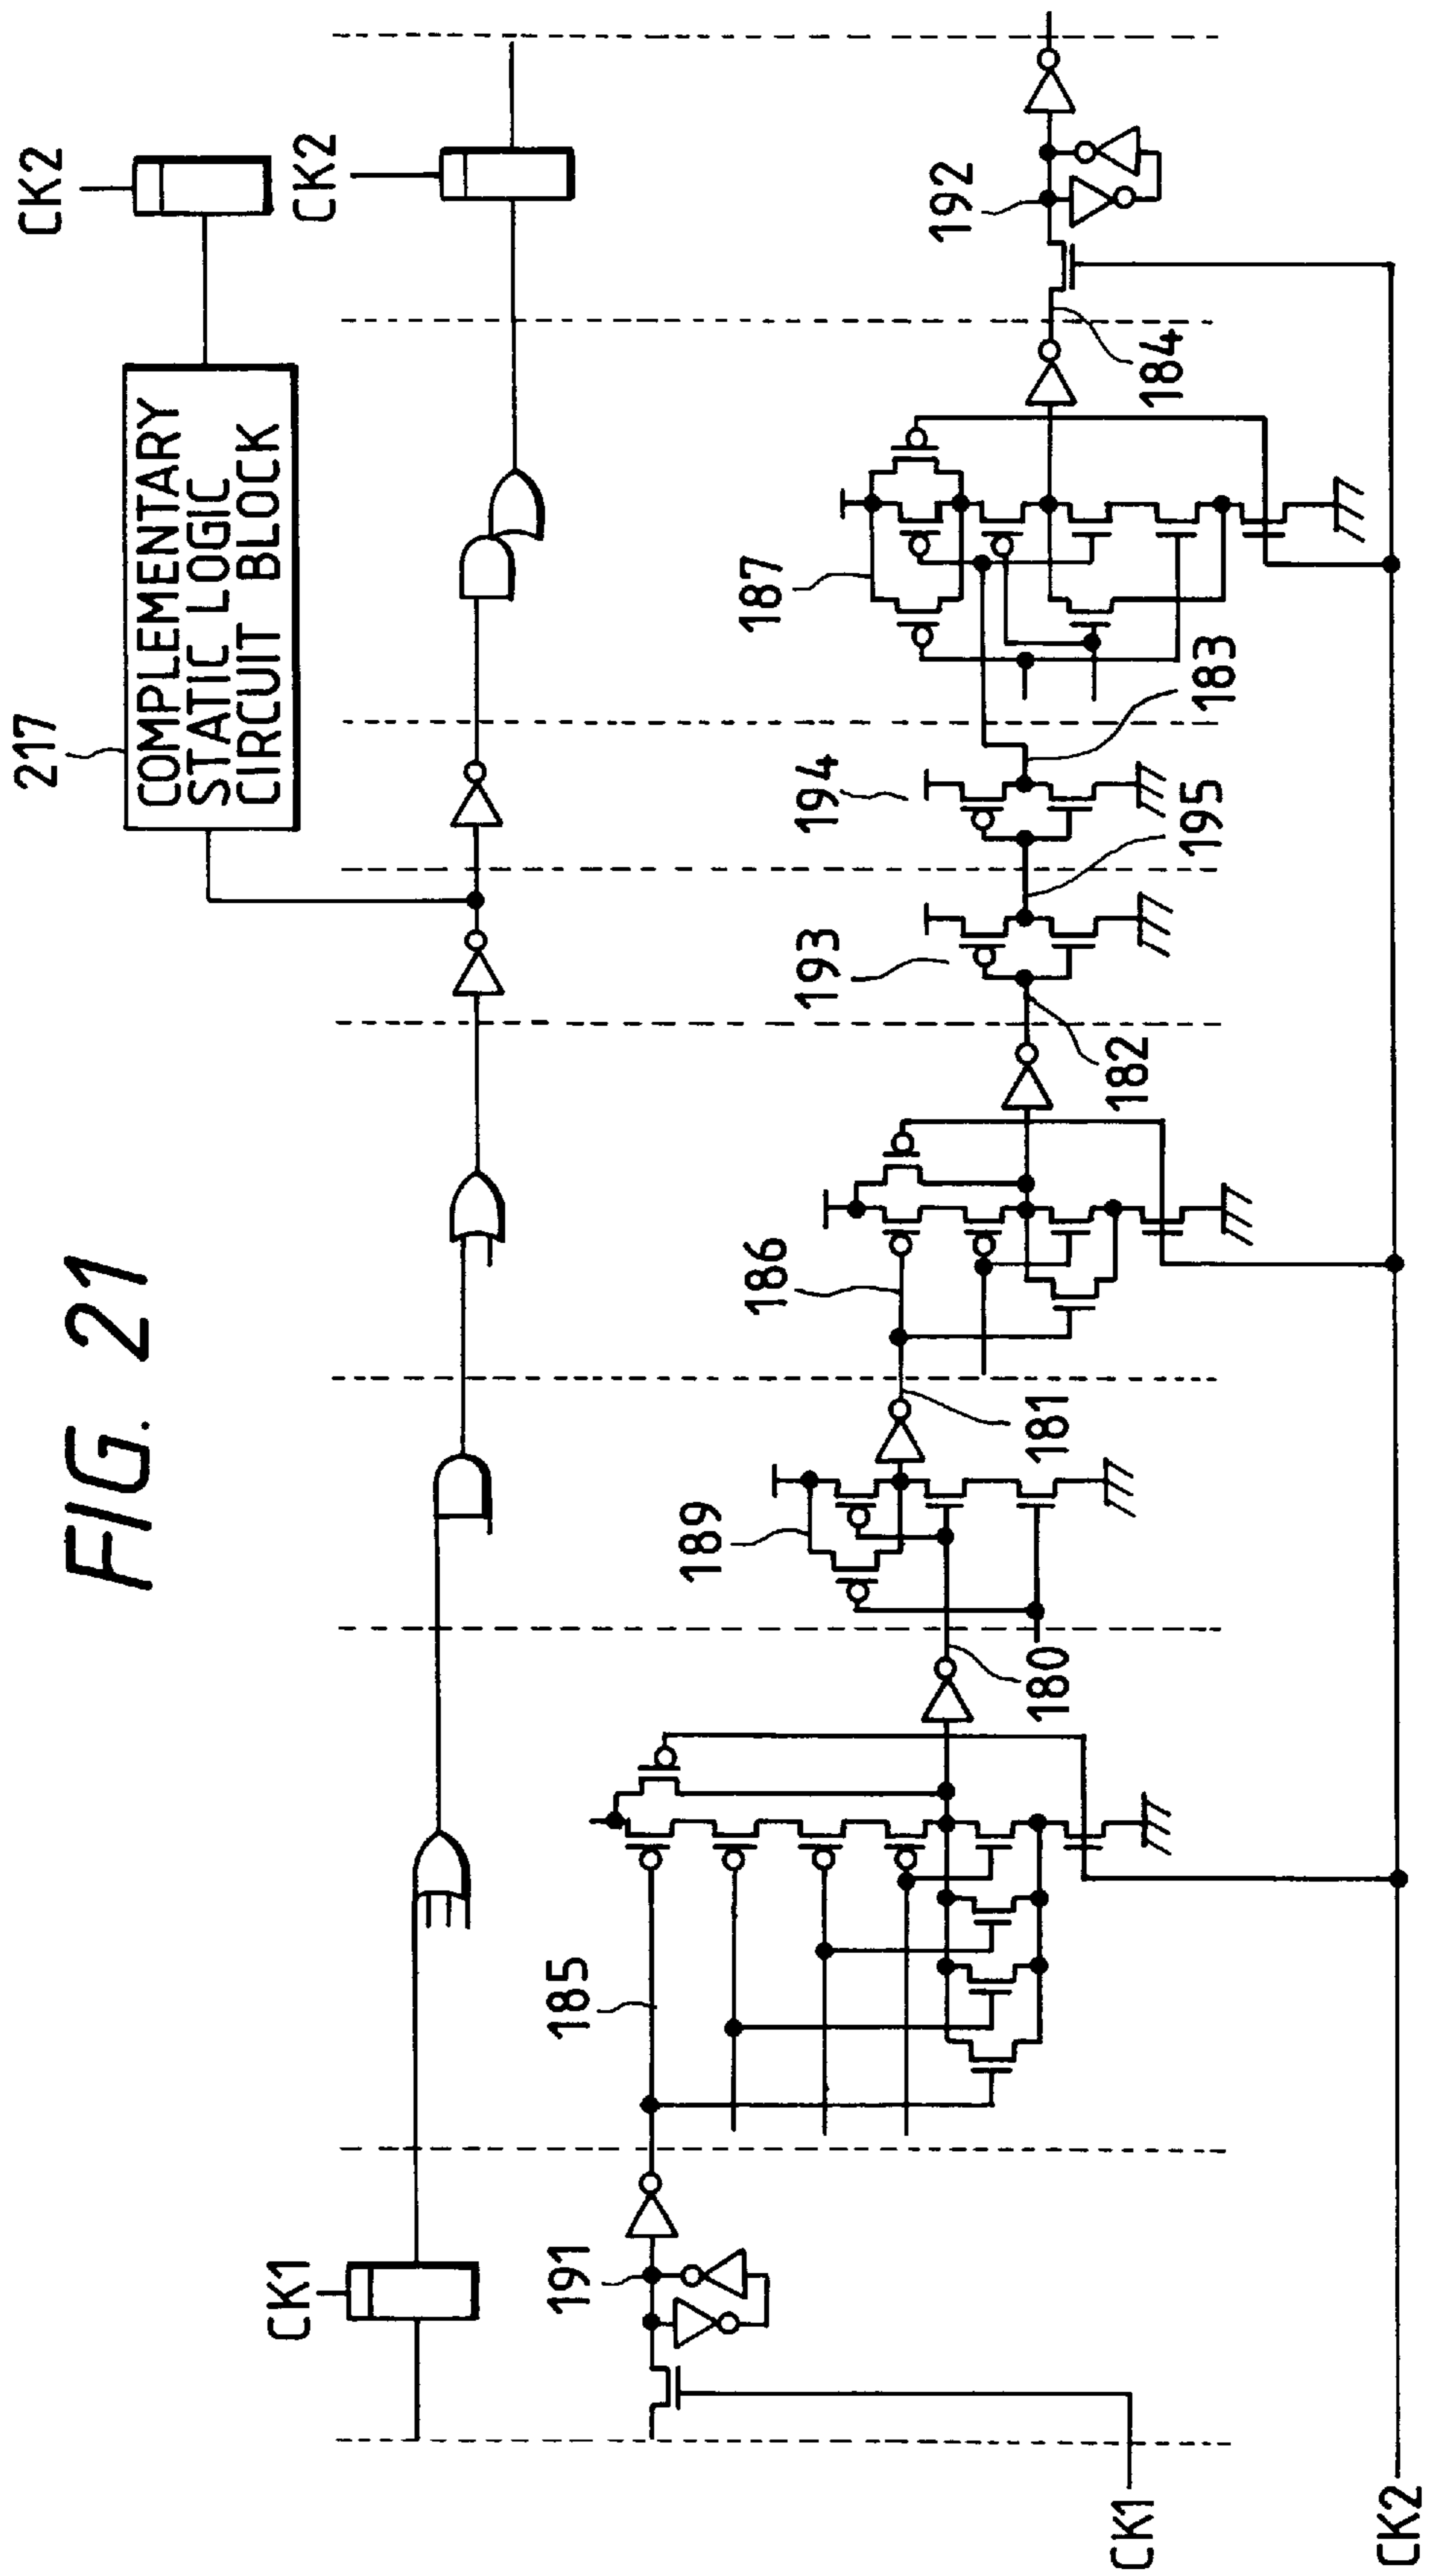 FIG. 21
217
COMPLEMENTARY
STATIC LOGIC
CIRCUIT BLOCK
CK2
CK1
CK2
191
185
180
189
181
186
182
193
195
194
183
187
184
192
CK1
CK2